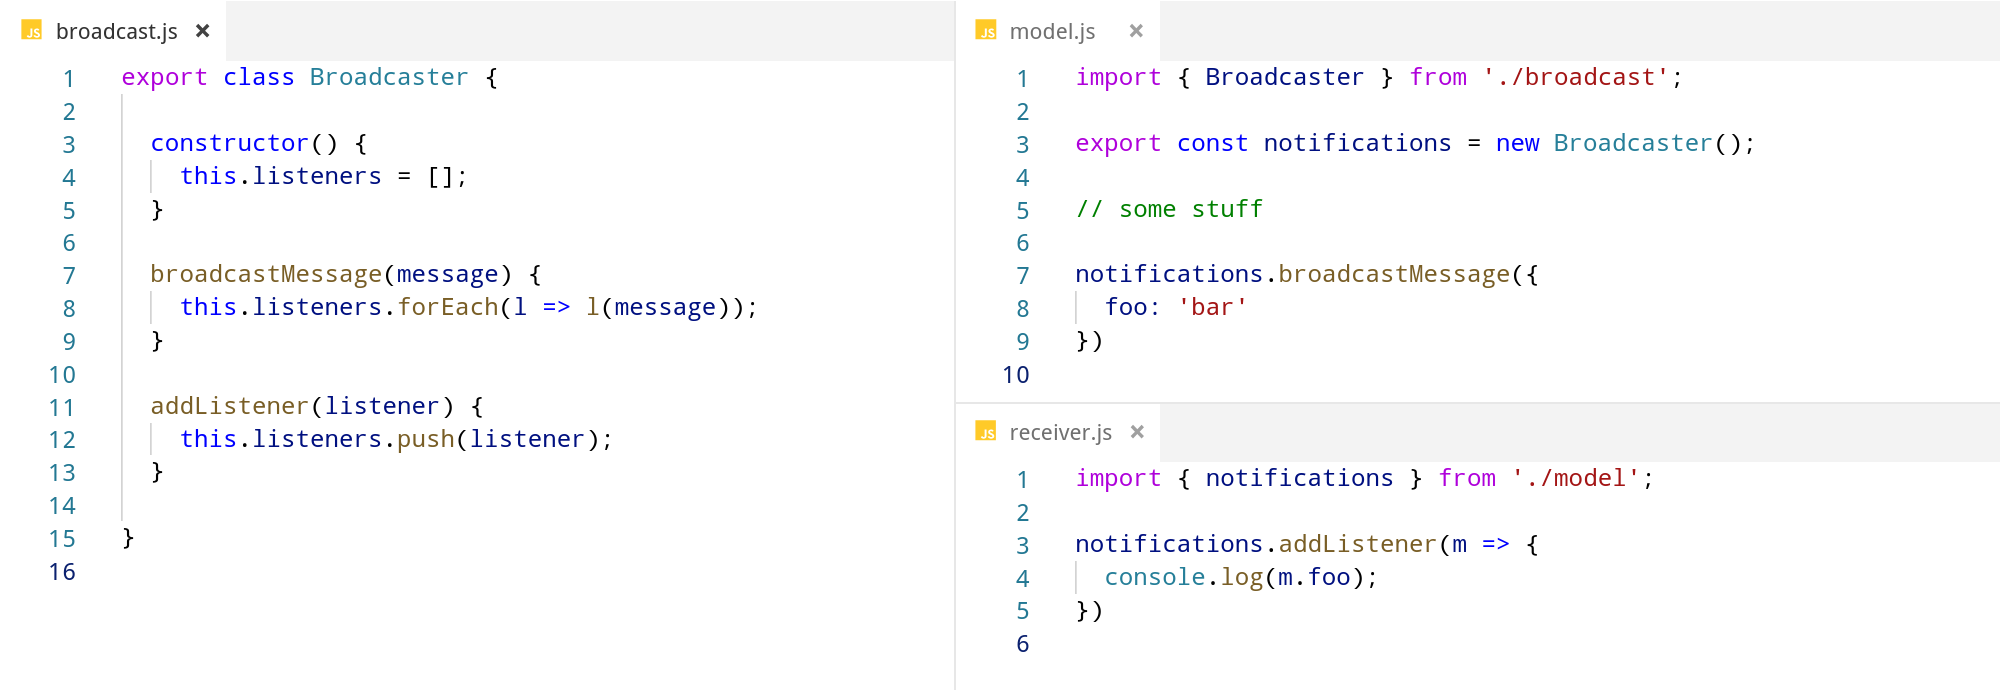 JS broadcast.js ×
1 export class Broadcaster {
2
3 constructor() {
4 this.listeners = [];
5 }
6
7 broadcastMessage(message) {
8 this.listeners.forEach(l => l(message));
9 }
10
11 addListener(listener) {
12 this.listeners.push(listener);
13 }
14
15 }
16
JS model.js ×
1 import { Broadcaster } from './broadcast';
2
3 export const notifications = new Broadcaster();
4
5 // some stuff
6
7 notifications.broadcastMessage({
8 foo: 'bar'
9 })
10
JS receiver.js ×
1 import { notifications } from './model';
2
3 notifications.addListener(m => {
4 console.log(m.foo);
5 })
6